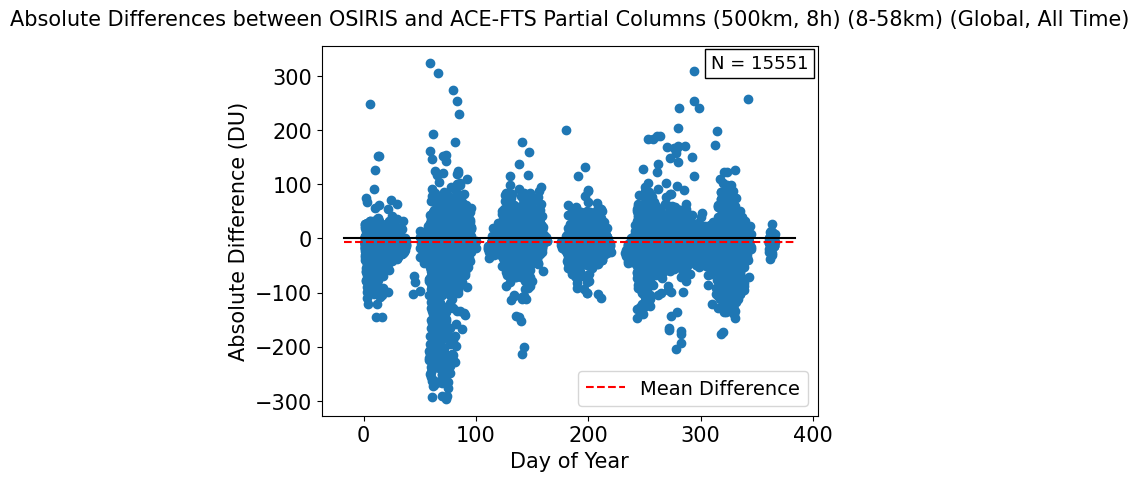 Absolute Differences between OSIRIS and ACE-FTS Partial Columns (500km, 8h) (8-58km) (Global, All Time)
N = 15551
300
200
100
0
−100
−200
−300
Absolute Difference (DU)
Mean Difference
0 100 200 300 400
Day of Year